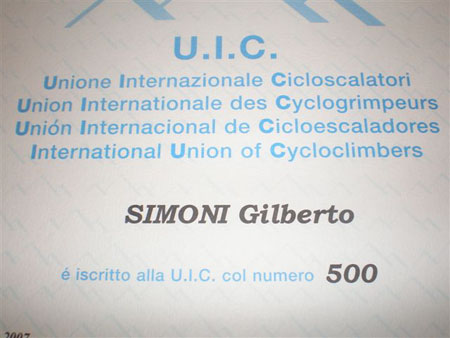 U.I.C.
Unione Internazionale Cicloscalatori
Union Internationale des Cyclogrimpeurs
Unión Internacional de Cicloescaladores
International Union of Cycloclimbers
SIMONI Gilberto
é iscritto alla U.I.C. col numero 500
2007